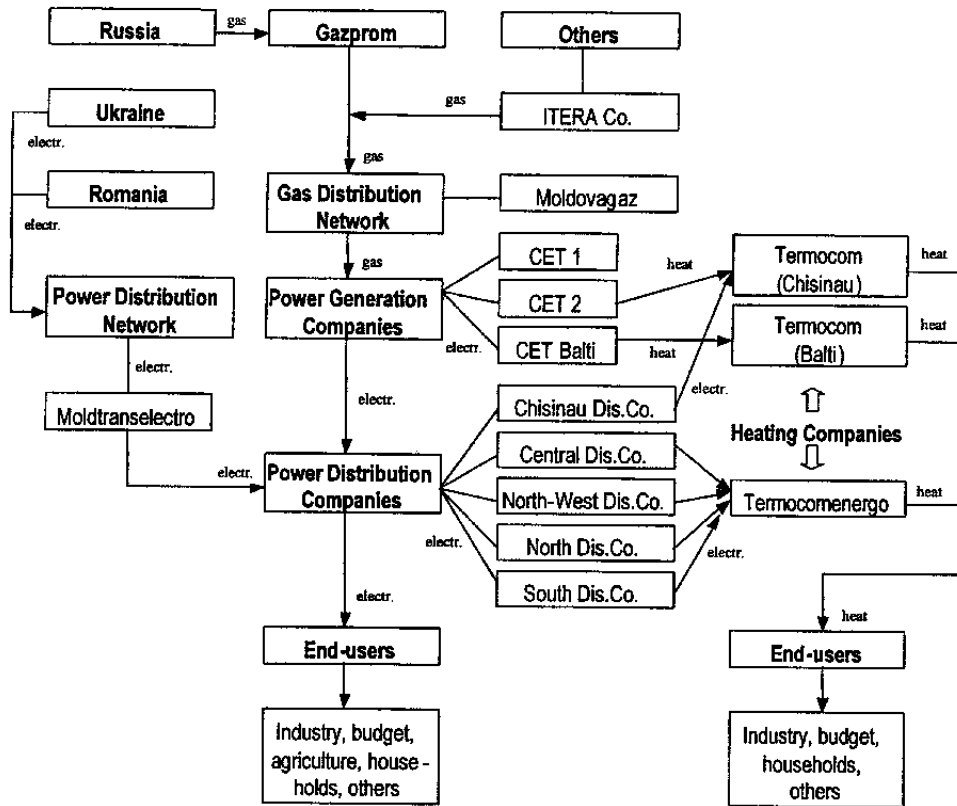 Russia
gas
Gazprom
Others
gas
ITERA Co.
Ukraine
electr.
Romania
electr.
gas
Gas Distribution
Network
Moldovagaz
gas
CET 1
CET 2
CET Balti
heat
heat
Termocom
(Chisinau)
heat
Termocom
(Balti)
heat
Power Distribution
Network
Power Generation
Companies
electr.
electr.
Moldtranselectro
electr.
Chisinau Dis.Co.
electr.
Heating Companies
Central Dis.Co.
electr.
Power Distribution
Companies
North-West Dis.Co.
Termocomenergo
heat
North Dis.Co.
electr.
electr.
South Dis.Co.
electr.
End-users
heat
End-users
Industry, budget,
agriculture, house -
holds, others
Industry, budget,
households,
others